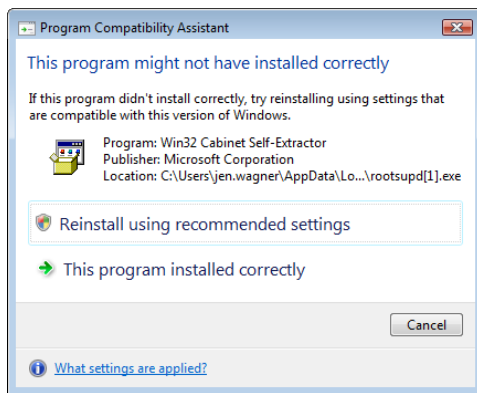 Program Compatibility Assistant
This program might not have installed correctly
If this program didn't install correctly, try reinstalling using settings that
are compatible with this version of Windows.
Program: Win32 Cabinet Self-Extractor
Publisher: Microsoft Corporation
Location: C:\Users\jen.wagner\AppData\Lo...\rootsupd[1].exe
Reinstall using recommended settings
This program installed correctly
Cancel
What settings are applied?